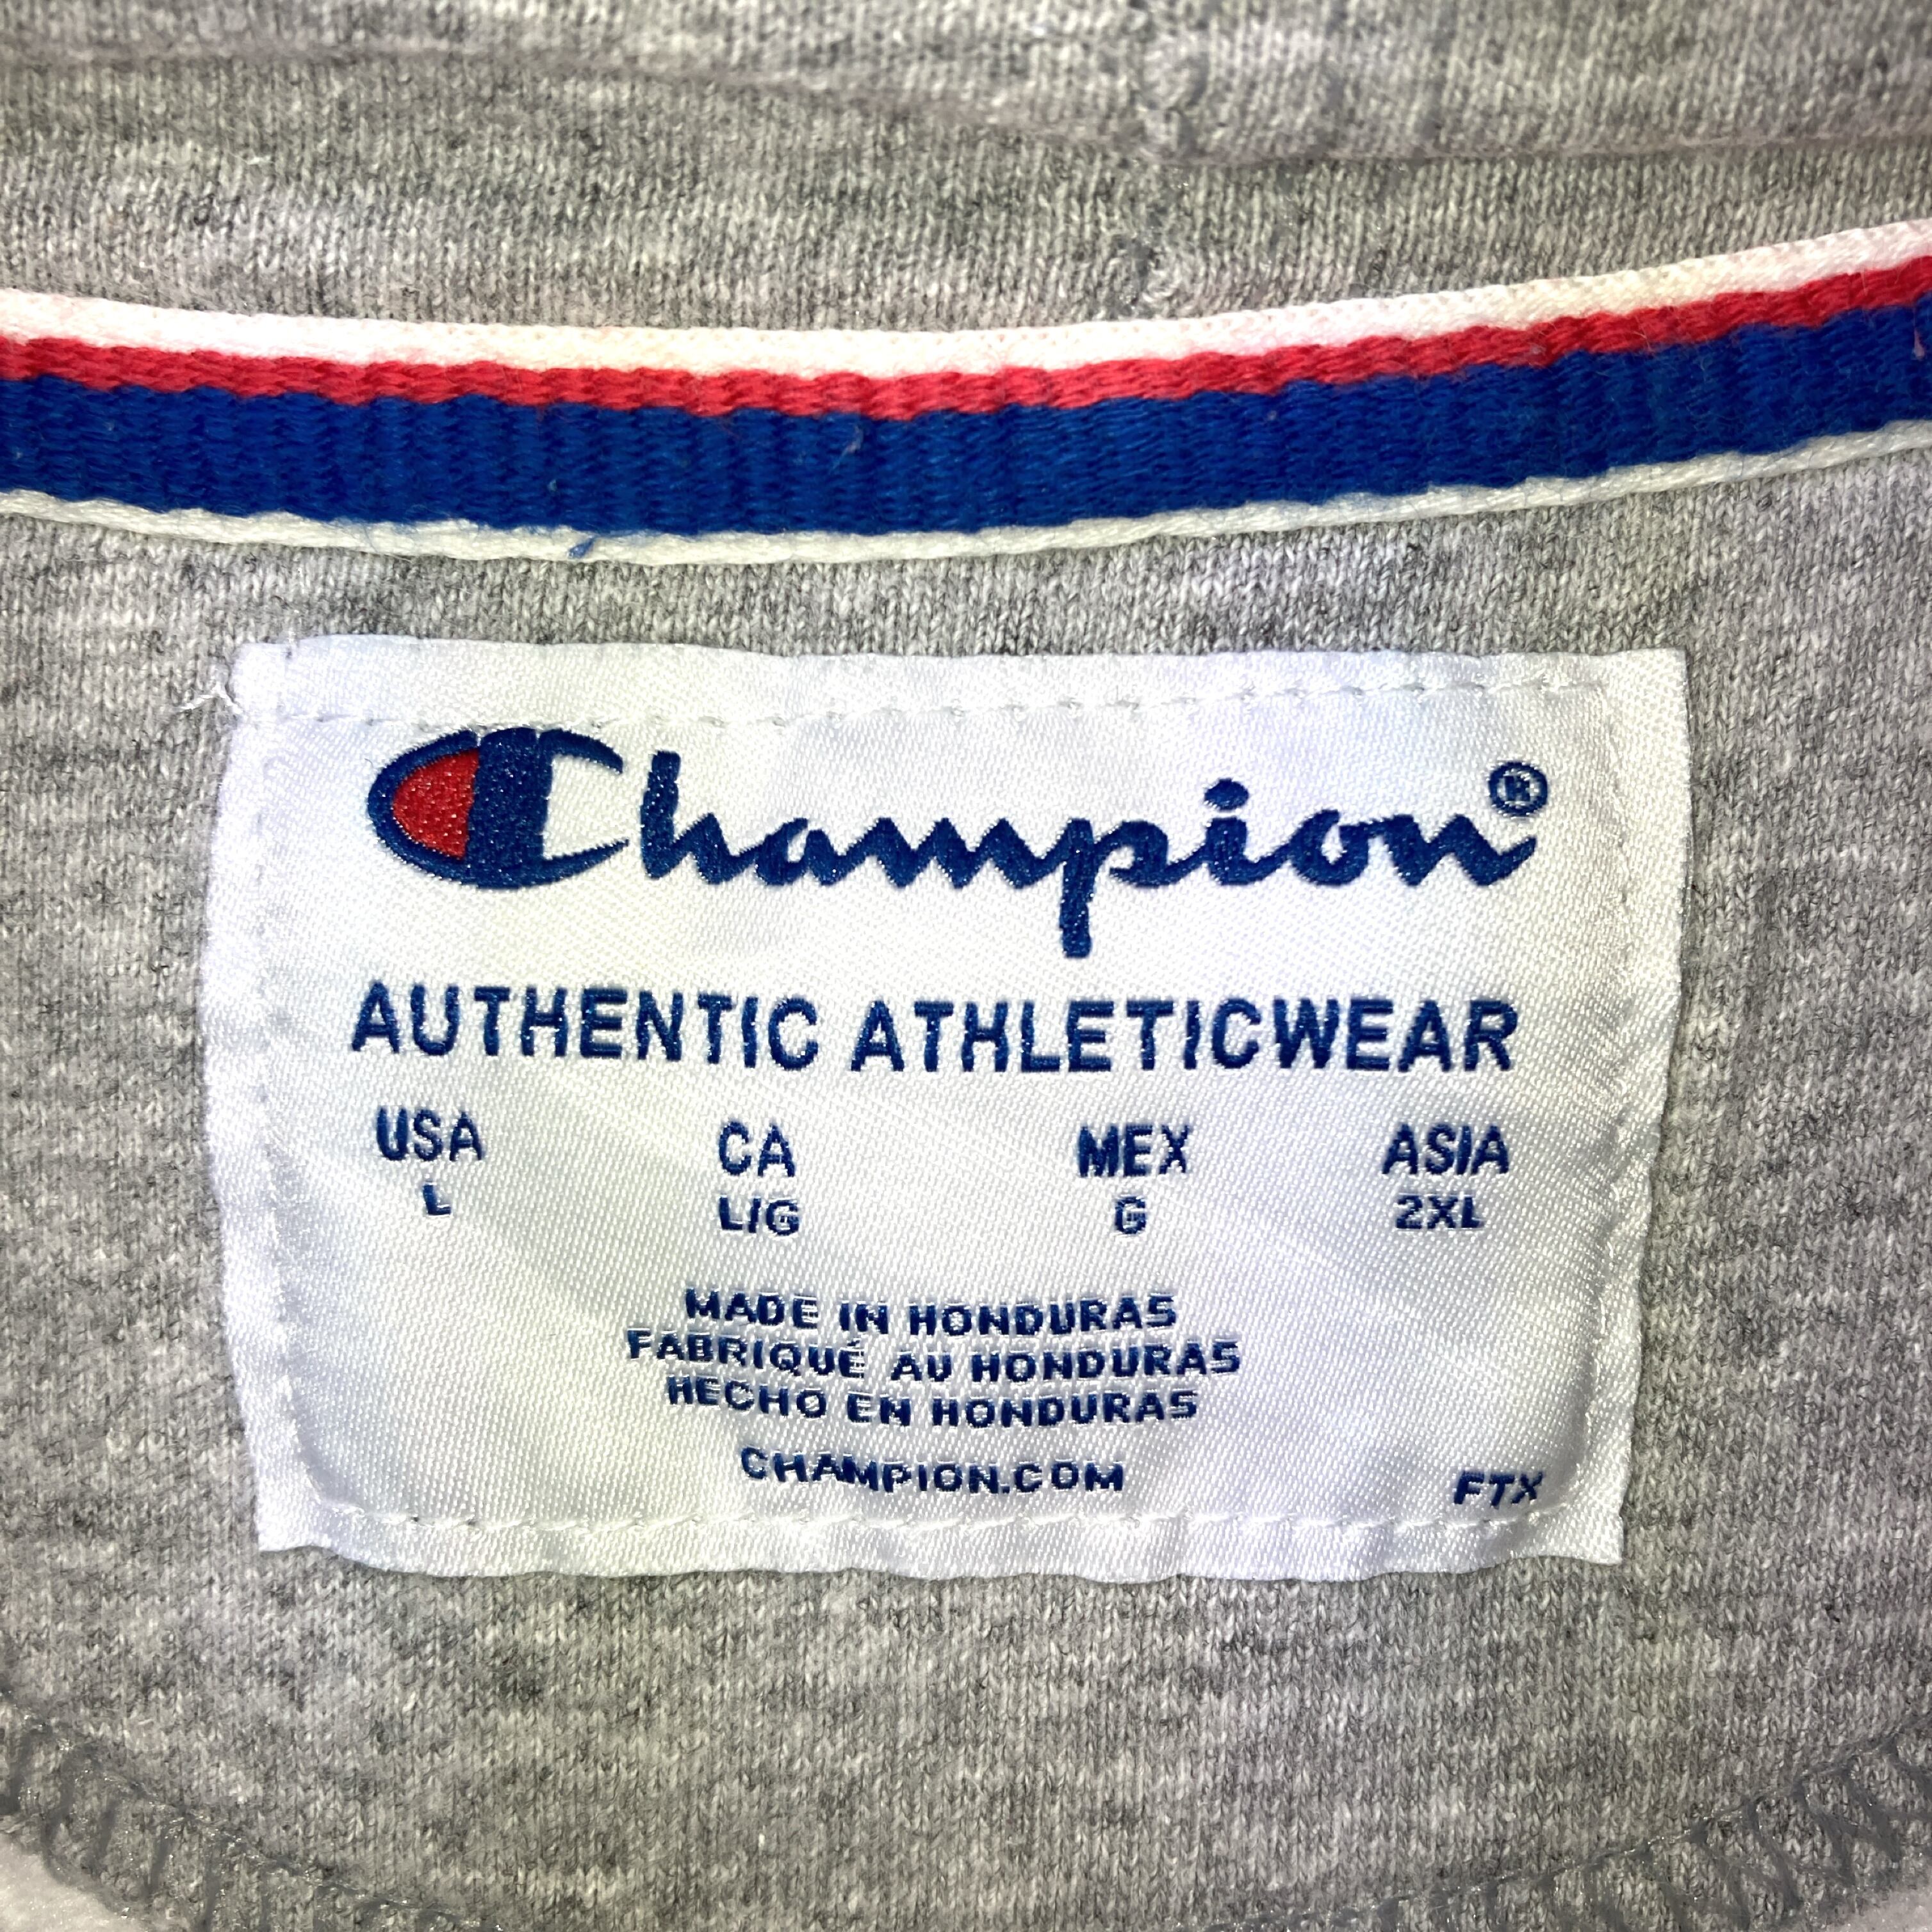 Champion®
AUTHENTIC ATHLETICWEAR
USA CA MEX ASIA
L L/G G 2XL
MADE IN HONDURAS
FABRIQUÉ AU HONDURAS
HECHO EN HONDURAS
CHAMPION.COM FTX